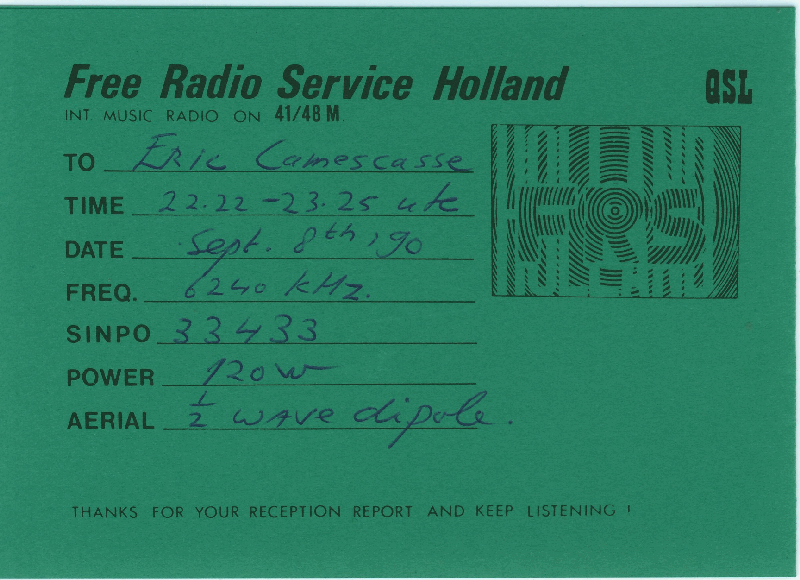 Free Radio Service Holland QSL
INT. MUSIC RADIO ON 41/48 M.
TO Eric Camescasse
TIME 22.22 - 23.25 utc
DATE Sept. 8th, '90
FREQ. 6240 kHz.
FRS
SINPO 33433
POWER 120w
AERIAL 1/2 wave dipole.
THANKS FOR YOUR RECEPTION REPORT AND KEEP LISTENING !